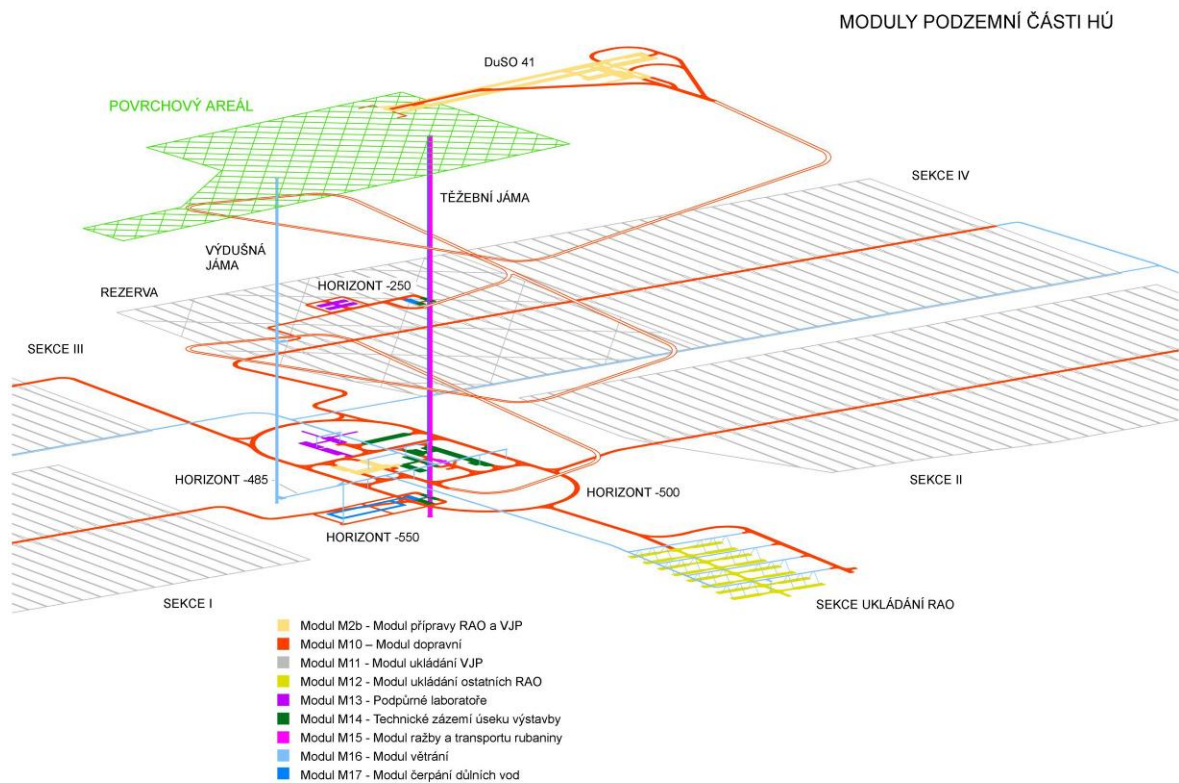 MODULY PODZEMNÍ ČÁSTI HÚ
DuSO 41
POVRCHOVÝ AREÁL
SEKCE IV
TĚŽEBNÍ JÁMA
VÝDUŠNÁ
JÁMA
HORIZONT -250
REZERVA
SEKCE III
HORIZONT -485
SEKCE II
HORIZONT -500
HORIZONT -550
SEKCE I
SEKCE UKLÁDÁNÍ RAO
Modul M2b - Modul přípravy RAO a VJP
Modul M10 – Modul dopravní
Modul M11 - Modul ukládání VJP
Modul M12 - Modul ukládání ostatních RAO
Modul M13 - Podpůrné laboratoře
Modul M14 - Technické zázemí úseku výstavby
Modul M15 - Modul ražby a transportu rubaniny
Modul M16 - Modul větrání
Modul M17 - Modul čerpání důlních vod